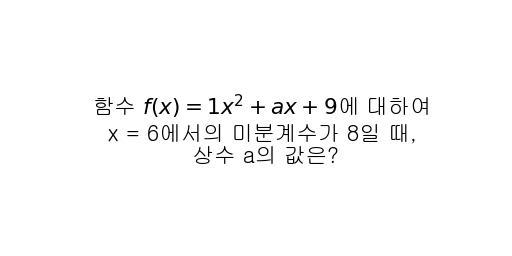 함수 f(x) = 1x² + ax + 9에 대하여
x = 6에서의 미분계수가 8일 때,
상수 a의 값은?